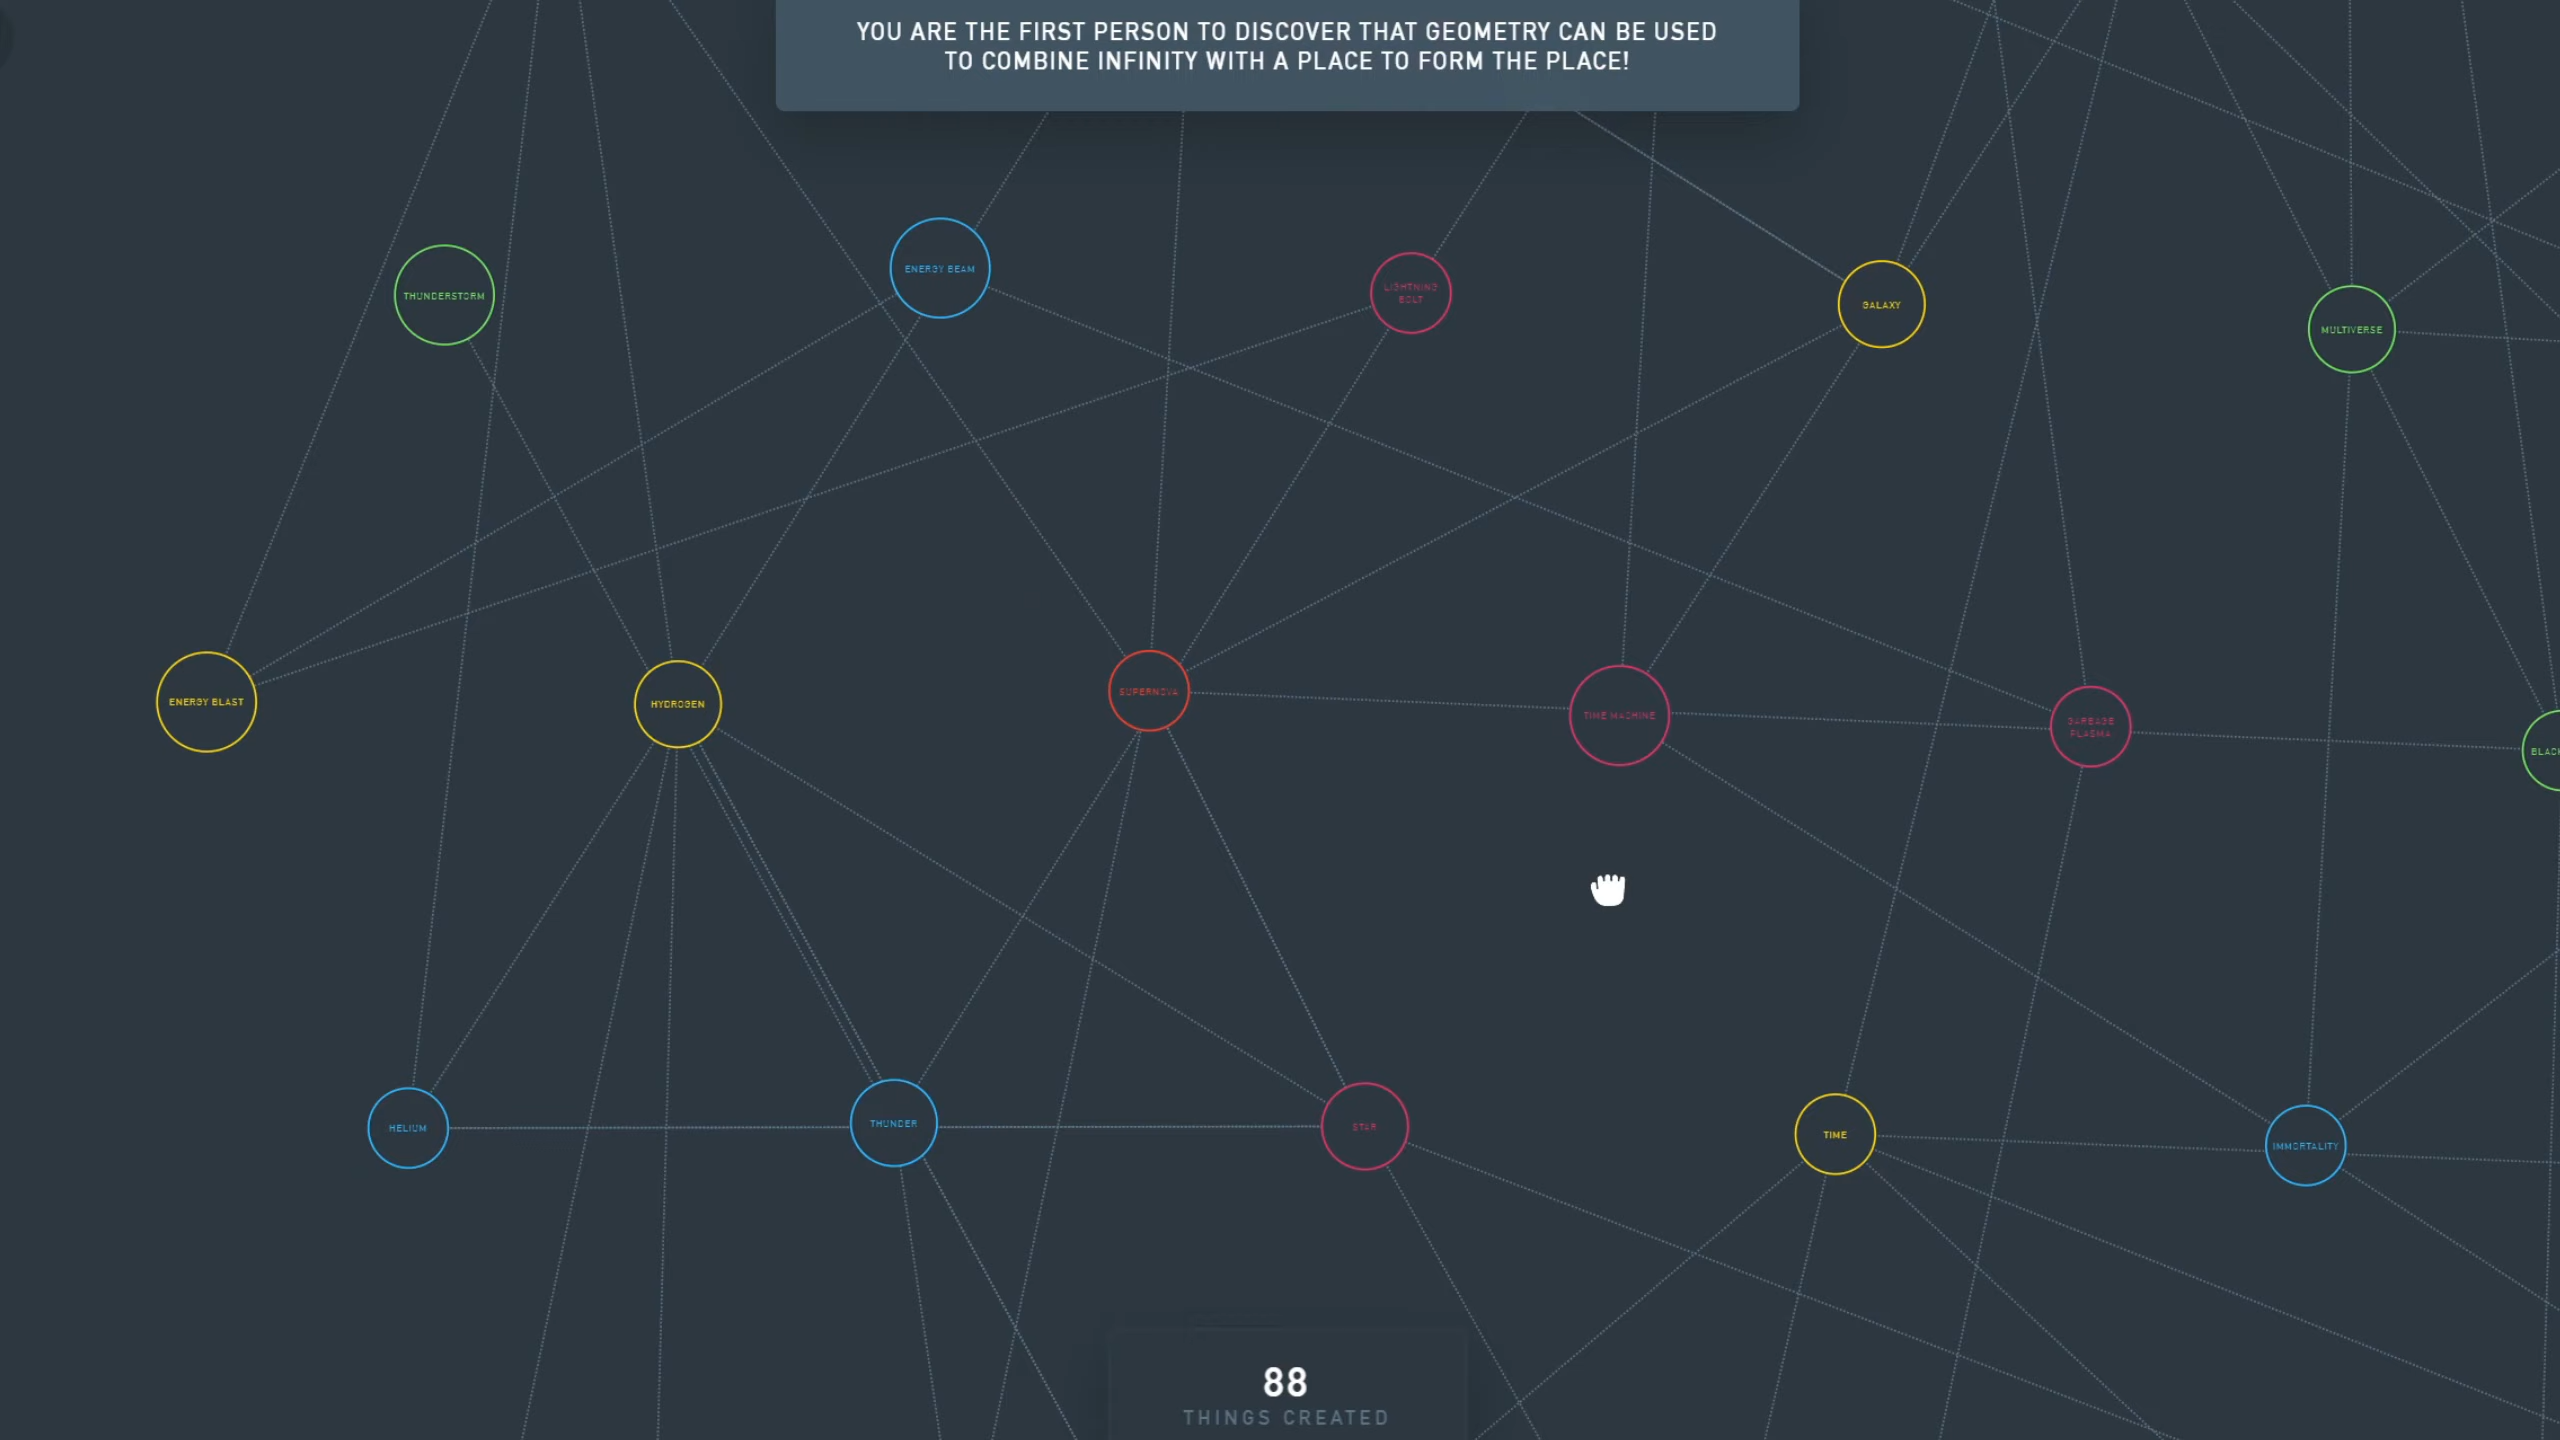 YOU ARE THE FIRST PERSON TO DISCOVER THAT GEOMETRY CAN BE USED
TO COMBINE INFINITY WITH A PLACE TO FORM THE PLACE!
ENERGY BEAM
LIGHTNING
BOLT
THUNDERSTORM
GALAXY
MULTIVERSE
ENERGY BLAST
HYDROGEN
SUPERNOVA
TIME MACHINE
GARBAGE
PLASMA
BLAC
HELIUM
THUNDER
STAR
TIME
IMMORTALITY
88
THINGS CREATED